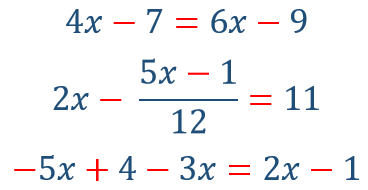 4x − 7 = 6x − 9
2x − (5x − 1)/12 = 11
−5x + 4 − 3x = 2x − 1